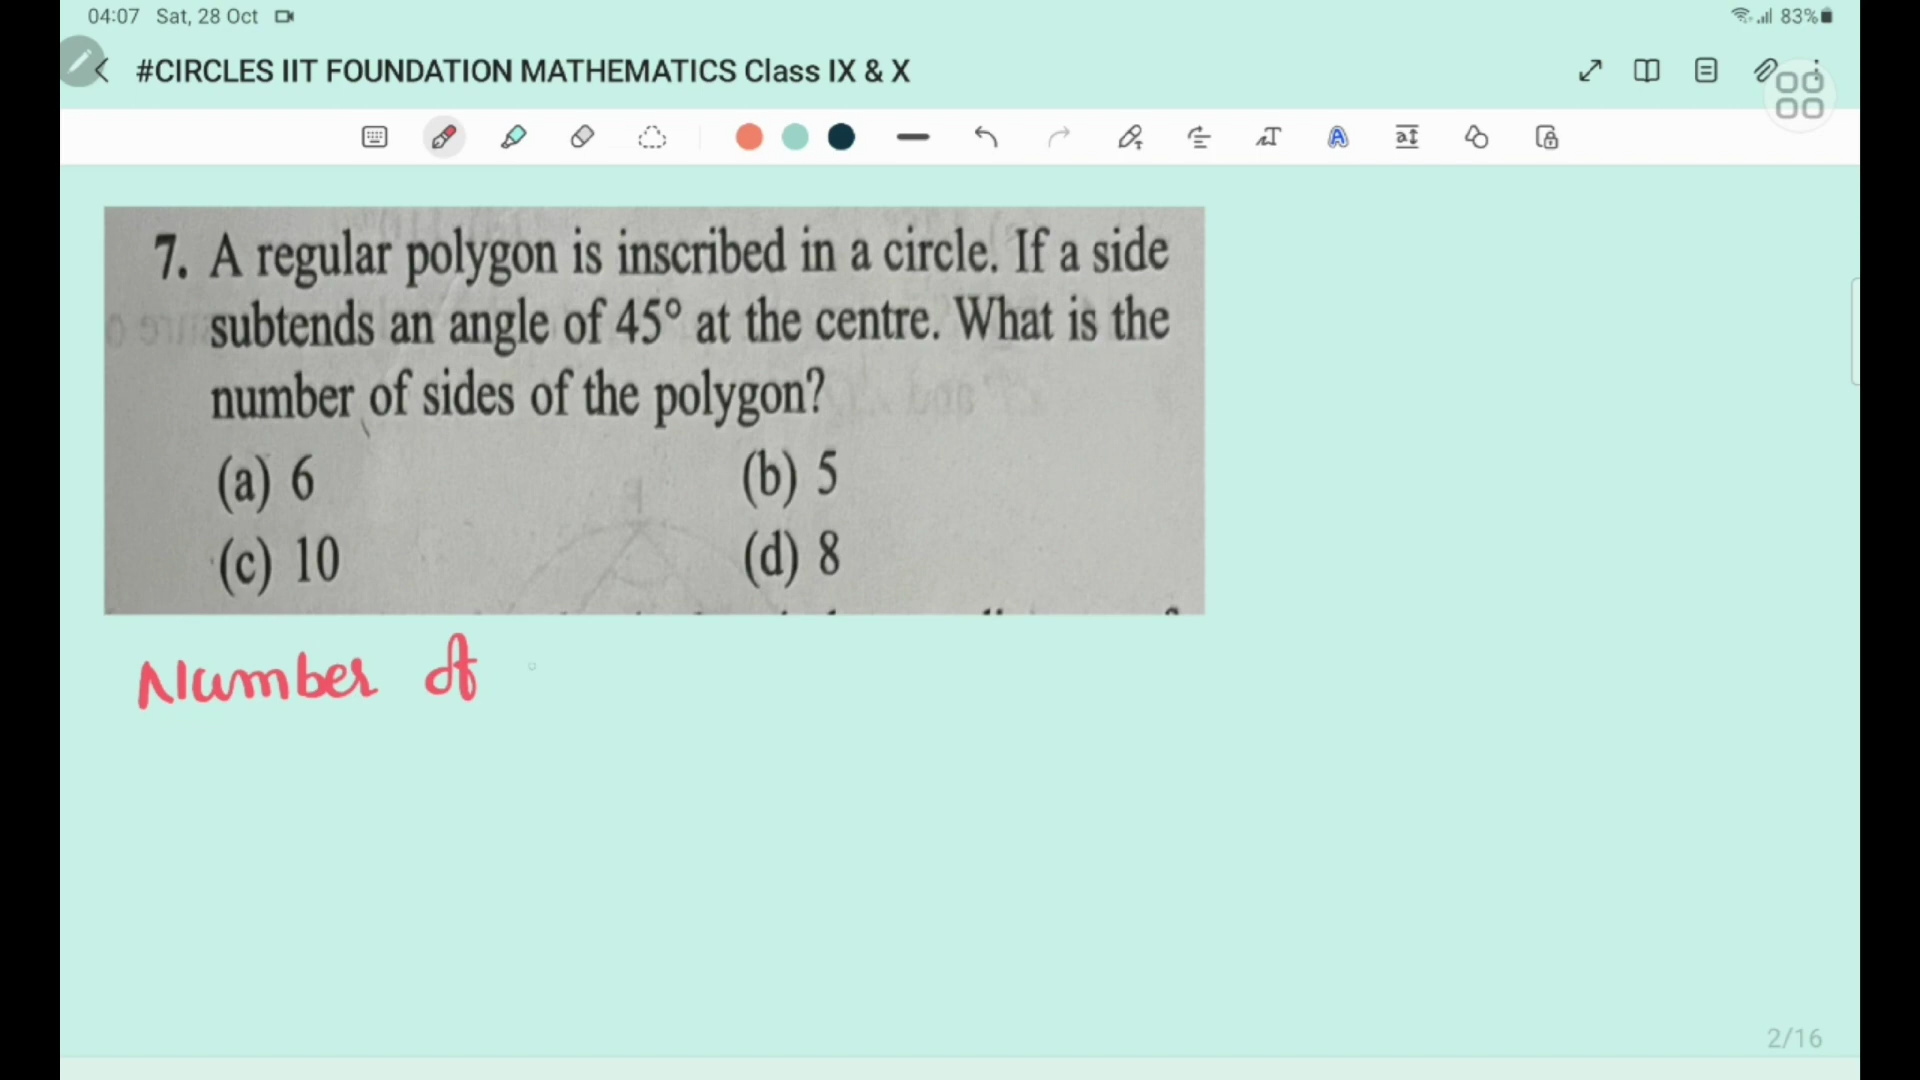 04:07 Sat, 28 Oct 83%
#CIRCLES IIT FOUNDATION MATHEMATICS Class IX & X
7. A regular polygon is inscribed in a circle. If a side
subtends an angle of 45° at the centre. What is the
number of sides of the polygon?
(a) 6 (b) 5
(c) 10 (d) 8
Number of
2/16